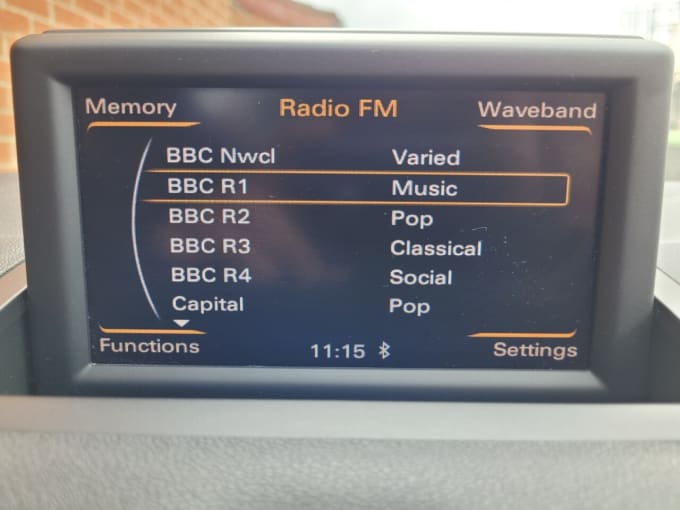 Memory Radio FM Waveband
BBC Nwcl Varied
BBC R1 Music
BBC R2 Pop
BBC R3 Classical
BBC R4 Social
Capital Pop
Functions 11:15 Settings